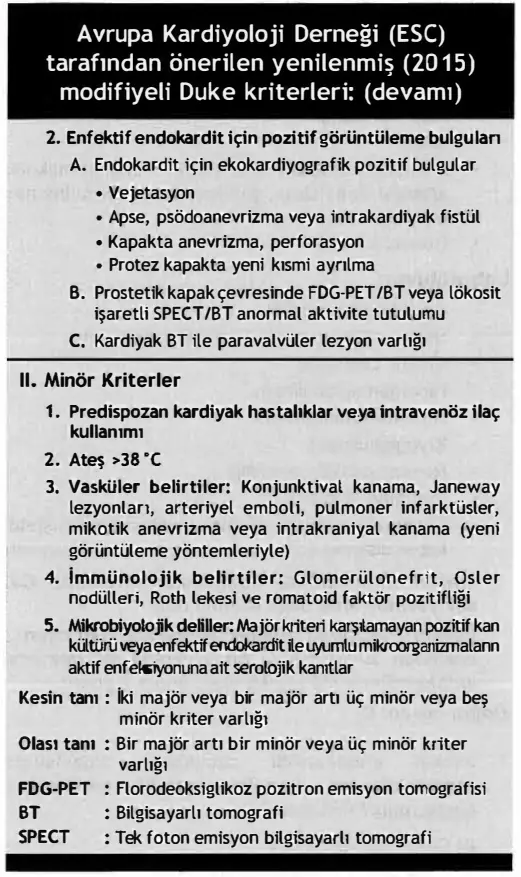 Avrupa Kardiyoloji Derneği (ESC)
tarafından önerilen yenilenmiş (2015)
modifiyeli Duke kriterleri: (devamı)
2. Enfektif endokardit için pozitif görüntüleme bulguları
A. Endokardit için ekokardiyografik pozitif bulgular
• Vejetasyon
• Apse, psödoanevrizma veya intrakardiyak fistül
• Kapakta anevrizma, perforasyon
• Protez kapakta yeni kısmi ayrılma
B. Prostetik kapak çevresinde FDG-PET/BT veya lökosit
işaretli SPECT/BT anormal aktivite tutulumu
C. Kardiyak BT ile paravalvüler lezyon varlığı
II. Minör Kriterler
1. Predispozan kardiyak hastalıklar veya intravenöz ilaç
kullanımı
2. Ateş >38 °C
3. Vasküler belirtiler: Konjunktival kanama, Janeway
lezyonları, arteriyel emboli, pulmoner infarktüsler,
mikotik anevrizma veya intrakraniyal kanama (yeni
görüntüleme yöntemleriyle)
4. İmmünolojik belirtiler: Glomerülonefrit, Osler
nodülleri, Roth lekesi ve romatoid faktör pozitifliği
5. Mikrobiyolojik deliller: Majör kriteri karşılamayan pozitif kan
kültürü veya enfektif endokardit ile uyumlu mikroorganizmaların
aktif enfeksiyonuna ait serolojik kanıtlar
Kesin tanı : İki majör veya bir majör artı üç minör veya beş
minör kriter varlığı
Olası tanı : Bir majör artı bir minör veya üç minör kriter
varlığı
FDG-PET : Florodeoksiglikoz pozitron emisyon tomografisi
BT : Bilgisayarlı tomografi
SPECT : Tek foton emisyon bilgisayarlı tomografi